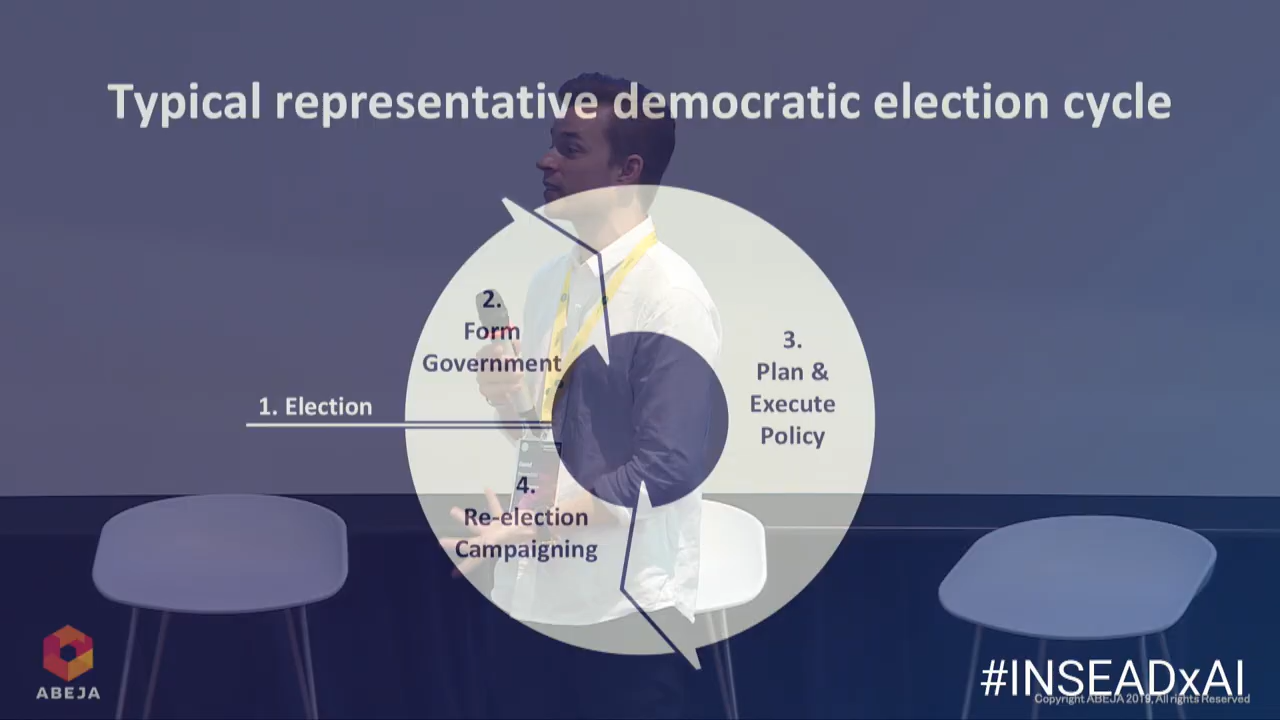 Typical representative democratic election cycle
2.
Form
Government
3.
Plan &
Execute
Policy
1. Election
4.
Re-election
Campaigning
ABEJA
#INSEADxAI
Copyright ABEJA 2019, All rights Reserved